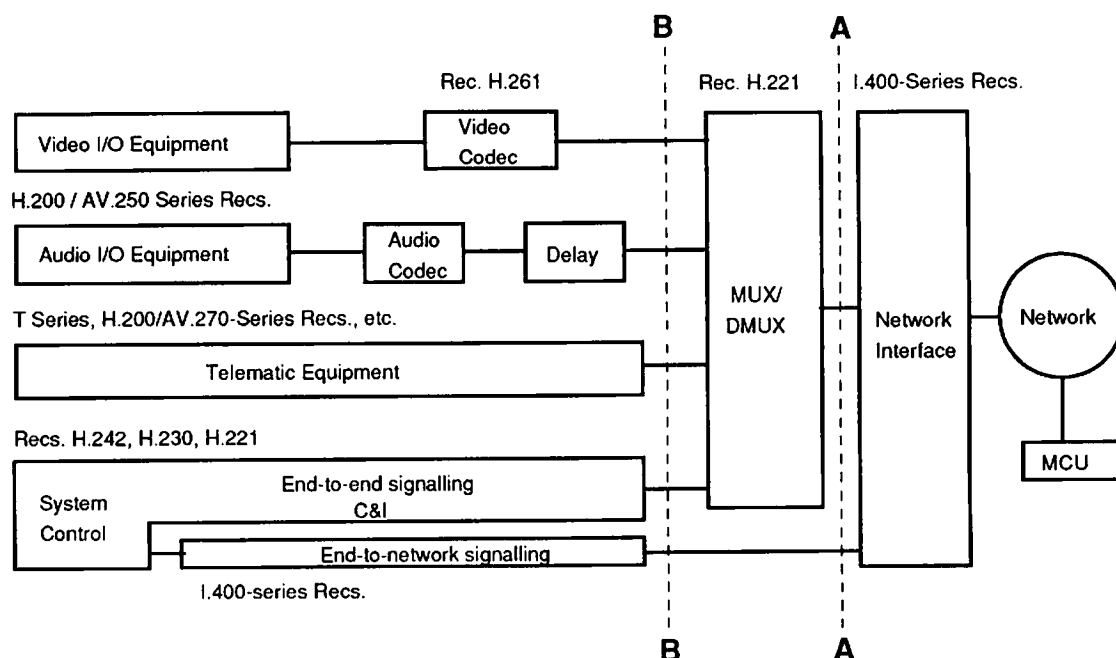 B
A
Rec. H.261
Rec. H.221
I.400-Series Recs.
Video I/O Equipment
Video
Codec
H.200 / AV.250 Series Recs.
Audio I/O Equipment
Audio
Codec
Delay
MUX/
DMUX
Network
Interface
Network
T Series, H.200/AV.270-Series Recs., etc.
Telematic Equipment
Recs. H.242, H.230, H.221
MCU
System
Control
End-to-end signalling
C&I
End-to-network signalling
I.400-series Recs.
B
A